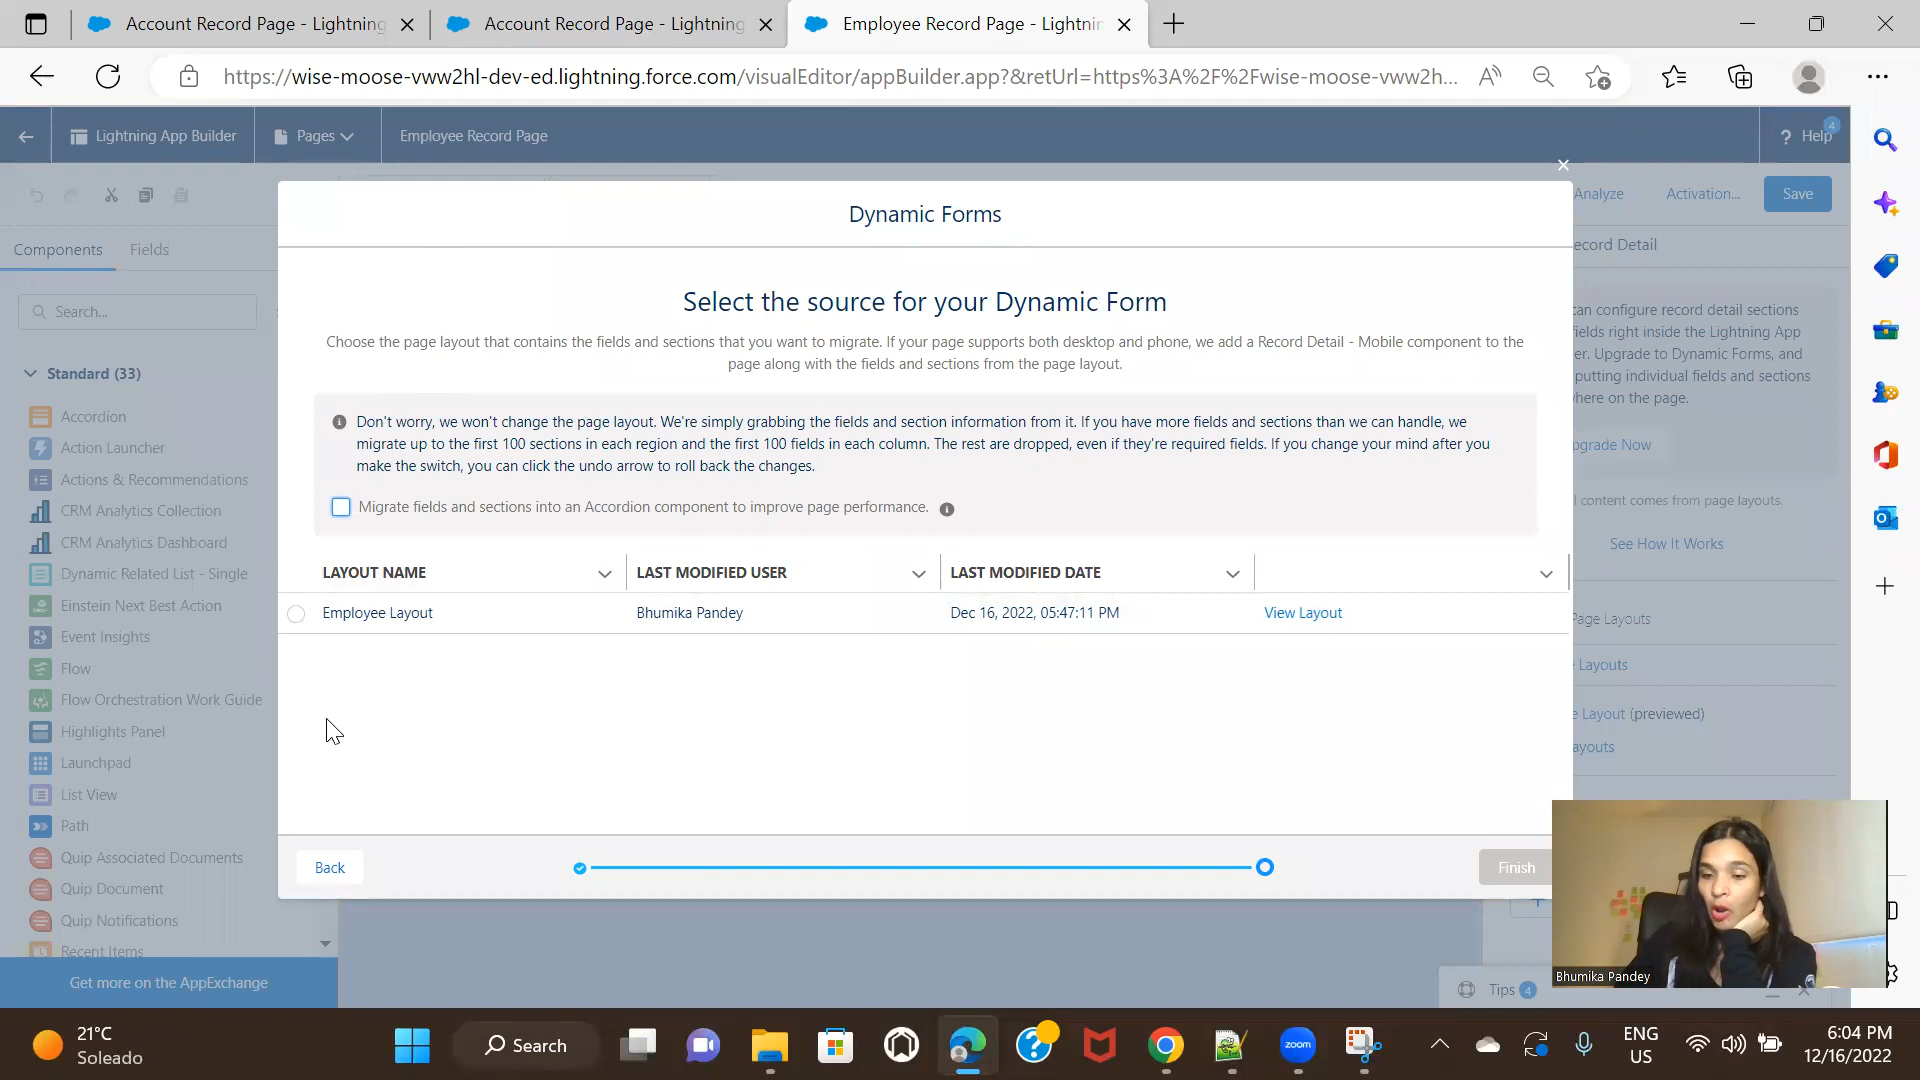 Account Record Page - Lightning
Account Record Page - Lightning
Employee Record Page - Lightnin
https://wise-moose-vww2hl-dev-ed.lightning.force.com/visualEditor/appBuilder.app?&retUrl=https%3A%2F%2Fwise-moose-vww2h...
Lightning App Builder
Pages
Employee Record Page
? Help
4
Analyze
Activation...
Save
Components
Fields
Search...
Standard (33)
Accordion
Action Launcher
Actions & Recommendations
CRM Analytics Collection
CRM Analytics Dashboard
Dynamic Related List - Single
Einstein Next Best Action
Event Insights
Flow
Flow Orchestration Work Guide
Highlights Panel
Launchpad
List View
Path
Quip Associated Documents
Quip Document
Quip Notifications
Recent Items
Get more on the AppExchange
Dynamic Forms
Select the source for your Dynamic Form
Choose the page layout that contains the fields and sections that you want to migrate. If your page supports both desktop and phone, we add a Record Detail - Mobile component to the
page along with the fields and sections from the page layout.
Don't worry, we won't change the page layout. We're simply grabbing the fields and section information from it. If you have more fields and sections than we can handle, we
migrate up to the first 100 sections in each region and the first 100 fields in each column. The rest are dropped, even if they're required fields. If you change your mind after you
make the switch, you can click the undo arrow to roll back the changes.
Migrate fields and sections into an Accordion component to improve page performance.
LAYOUT NAME
LAST MODIFIED USER
LAST MODIFIED DATE
Employee Layout
Bhumika Pandey
Dec 16, 2022, 05:47:11 PM
View Layout
Back
Finish
ecord Detail
can configure record detail sections
fields right inside the Lightning App
er. Upgrade to Dynamic Forms, and
putting individual fields and sections
here on the page.
pgrade Now
l content comes from page layouts.
See How It Works
Page Layouts
e Layouts
e Layout (previewed)
ayouts
Tips 4
Bhumika Pandey
21°C
Soleado
Search
zoom
ENG
US
6:04 PM
12/16/2022